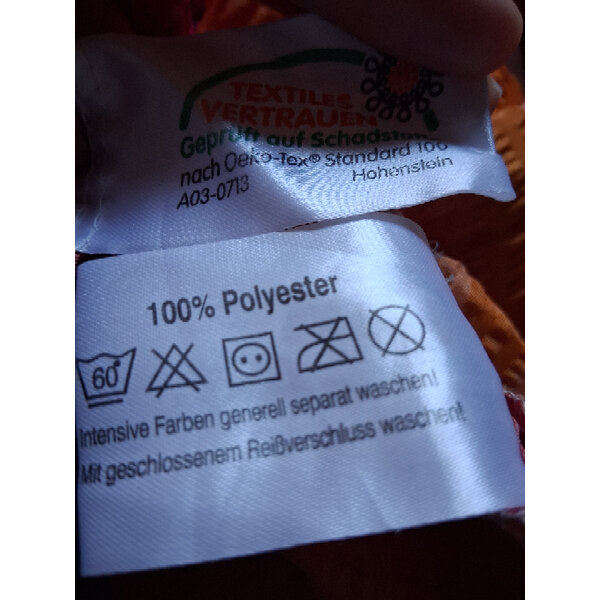 TEXTILES
VERTRAUEN
Geprüft auf
nach Oeko-Tex® Standard 100
Hohenstein
A03-0713
100% Polyester
60°
Intensive Farben generell separat waschen!
Mit geschlossenem Reißverschluss waschen!